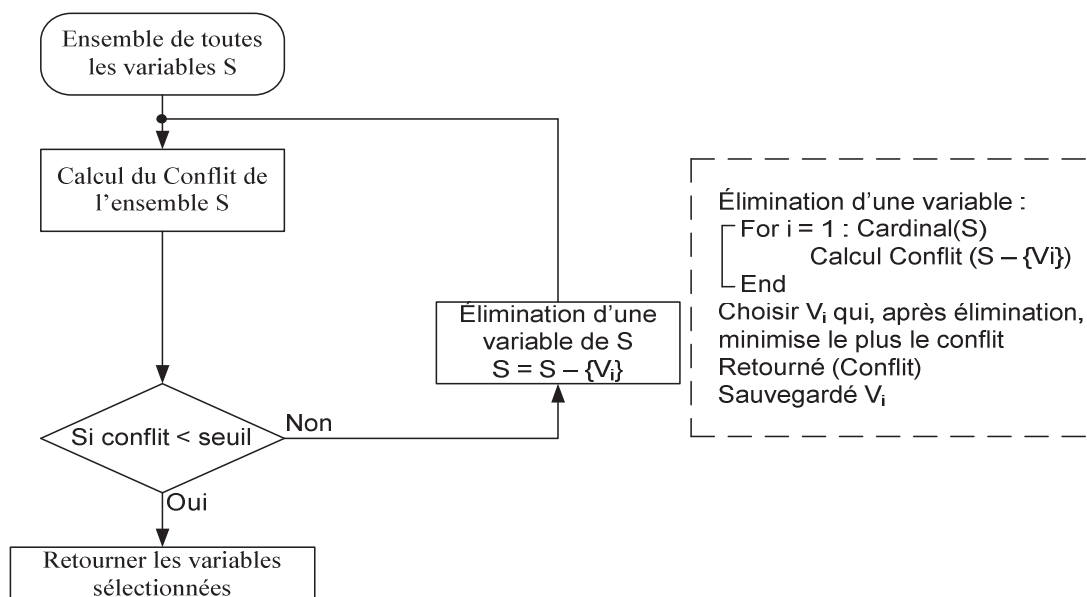 Ensemble de toutes
les variables S
Calcul du Conflit de
l’ensemble S
Élimination d’une
variable de S
S = S – {Vi}
Si conflit < seuil
Non
Oui
Retourner les variables
sélectionnées
Élimination d’une variable :
For i = 1 : Cardinal(S)
Calcul Conflit (S – {Vi})
End
Choisir Vi qui, après élimination,
minimise le plus le conflit
Retourné (Conflit)
Sauvegardé Vi